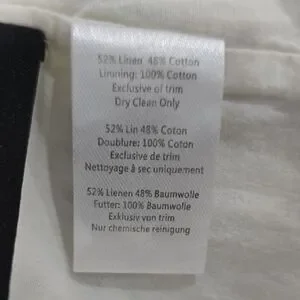 52% Linen 48% Cotton
Linning: 100% Cotton
Exclusive of trim
Dry Clean Only
52% Lin 48% Coton
Doublure: 100% Coton
Exclusive de trim
Nettoyage à sec uniquement
52% Lienen 48% Baumwolle
Futter: 100% Baumwolle
Exklusiv von trim
Nur chemische reinigung